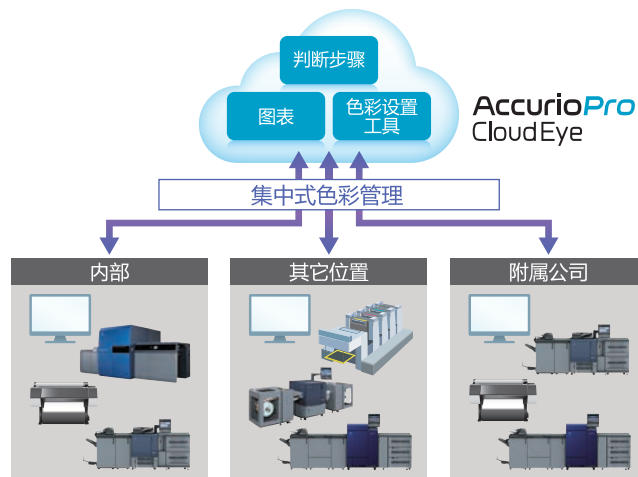 判断步骤
图表
色彩设置
工具
AccurioPro
CloudEye
集中式色彩管理
内部
其它位置
附属公司